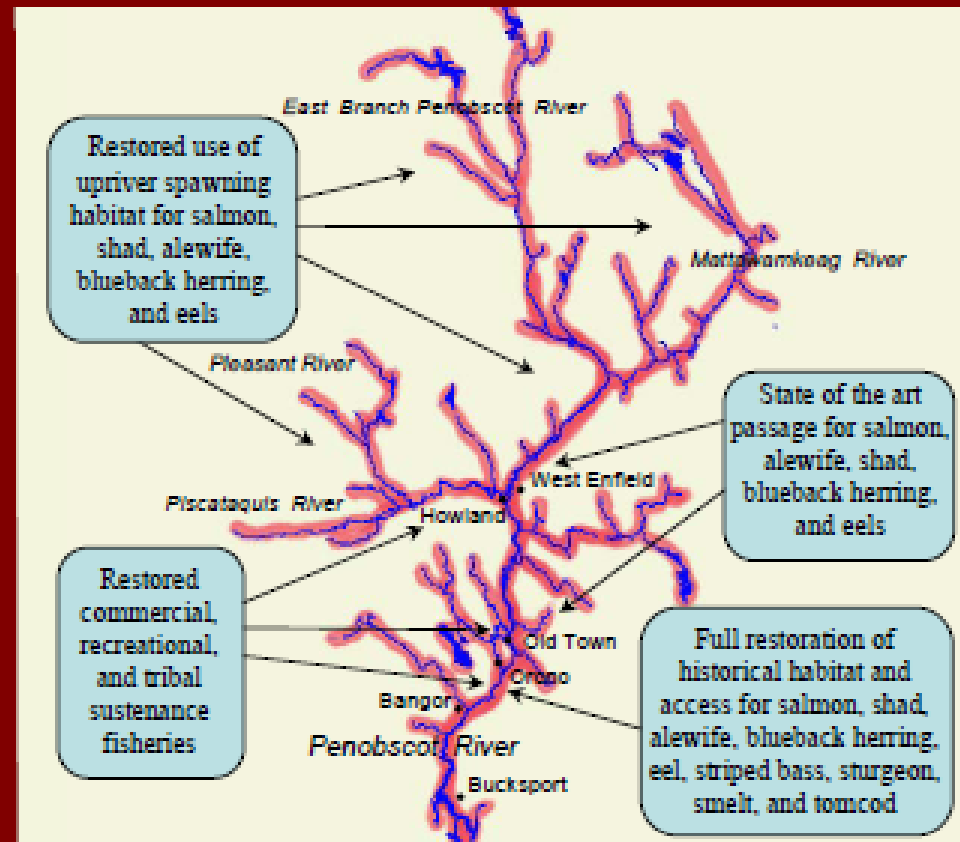 East Branch Penobscot River
Restored use of
upriver spawning
habitat for salmon,
shad, alewife,
blueback herring,
and eels
Mattawamkeag River
Pleasant River
State of the art
passage for salmon,
alewife, shad,
blueback herring,
and eels
West Enfield
Piscataquis River
Howland
Restored
commercial,
recreational,
and tribal
sustenance
fisheries
Old Town
Orono
Bangor
Full restoration of
historical habitat and
access for salmon, shad,
alewife, blueback herring,
eel, striped bass, sturgeon,
smelt, and tomcod
Penobscot River
Bucksport